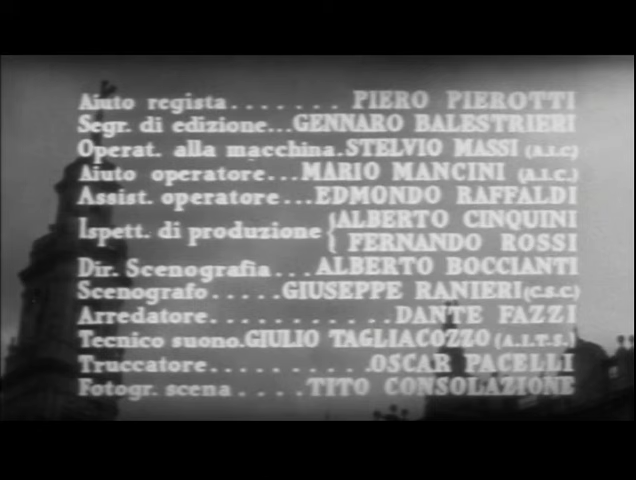 Aiuto regista....... PIERO PIEROTTI
Segr. di edizione...GENNARO BALESTRIERI
Operat. alla macchina.STELVIO MASSI (A.I.C)
Aiuto operatore...MARIO MANCINI (A.I.C.)
Assist. operatore...EDMONDO RAFFALDI
Ispett. di produzione{ALBERTO CINQUINI
FERNANDO ROSSI
Dir. Scenografia...ALBERTO BOCCIANTI
Scenografo.....GIUSEPPE RANIERI(C.S.C.)
Arredatore............DANTE FAZZI
Tecnico suono.GIULIO TAGLIACOZZO(A.I.T.S.)
Truccatore..........OSCAR PACELLI
Fotogr. scena....TITO CONSOLAZIONE